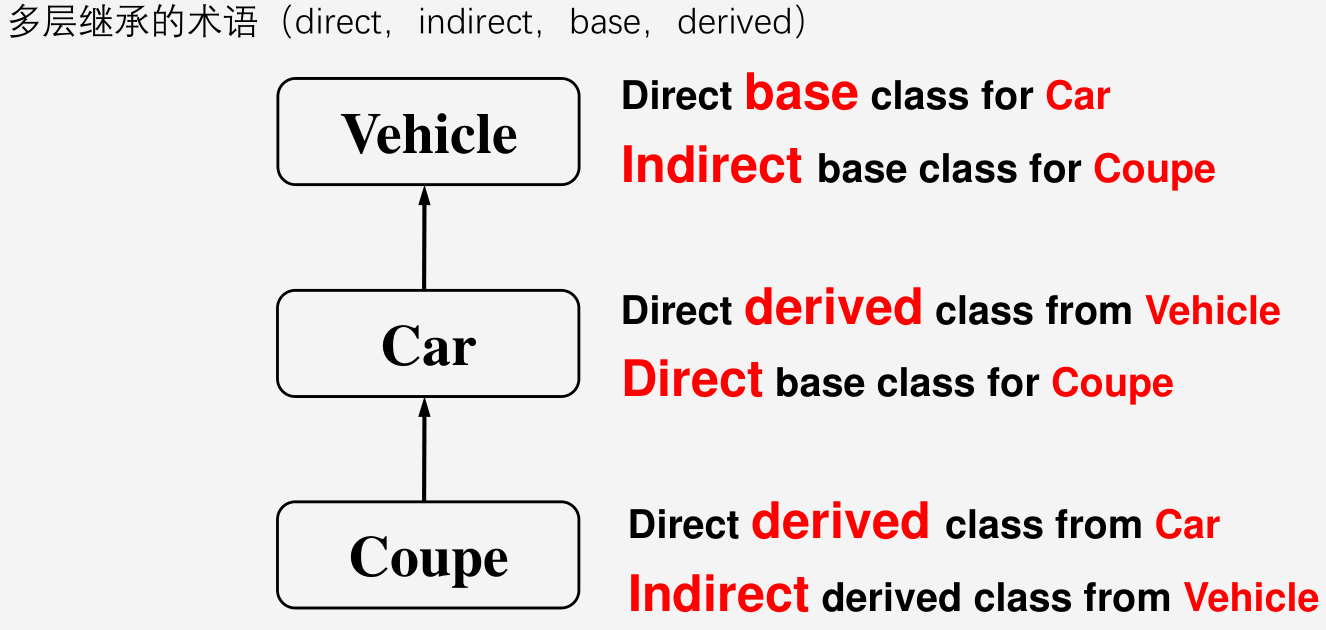 多层继承的术语（direct，indirect，base，derived）
Vehicle
Direct base class for Car
Indirect base class for Coupe
Car
Direct derived class from Vehicle
Direct base class for Coupe
Coupe
Direct derived class from Car
Indirect derived class from Vehicle